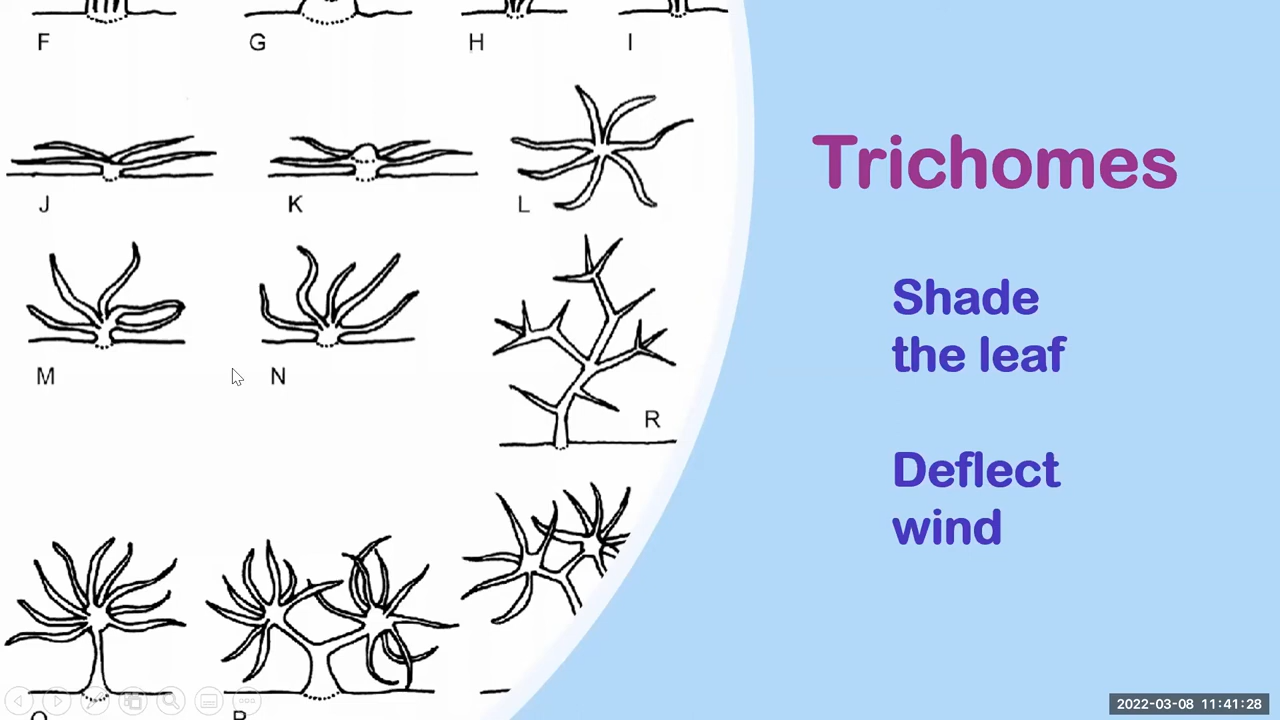 F G H I
Trichomes
J K L
Shade
the leaf
M N
R
Deflect
wind
2022-03-08 11:41:28